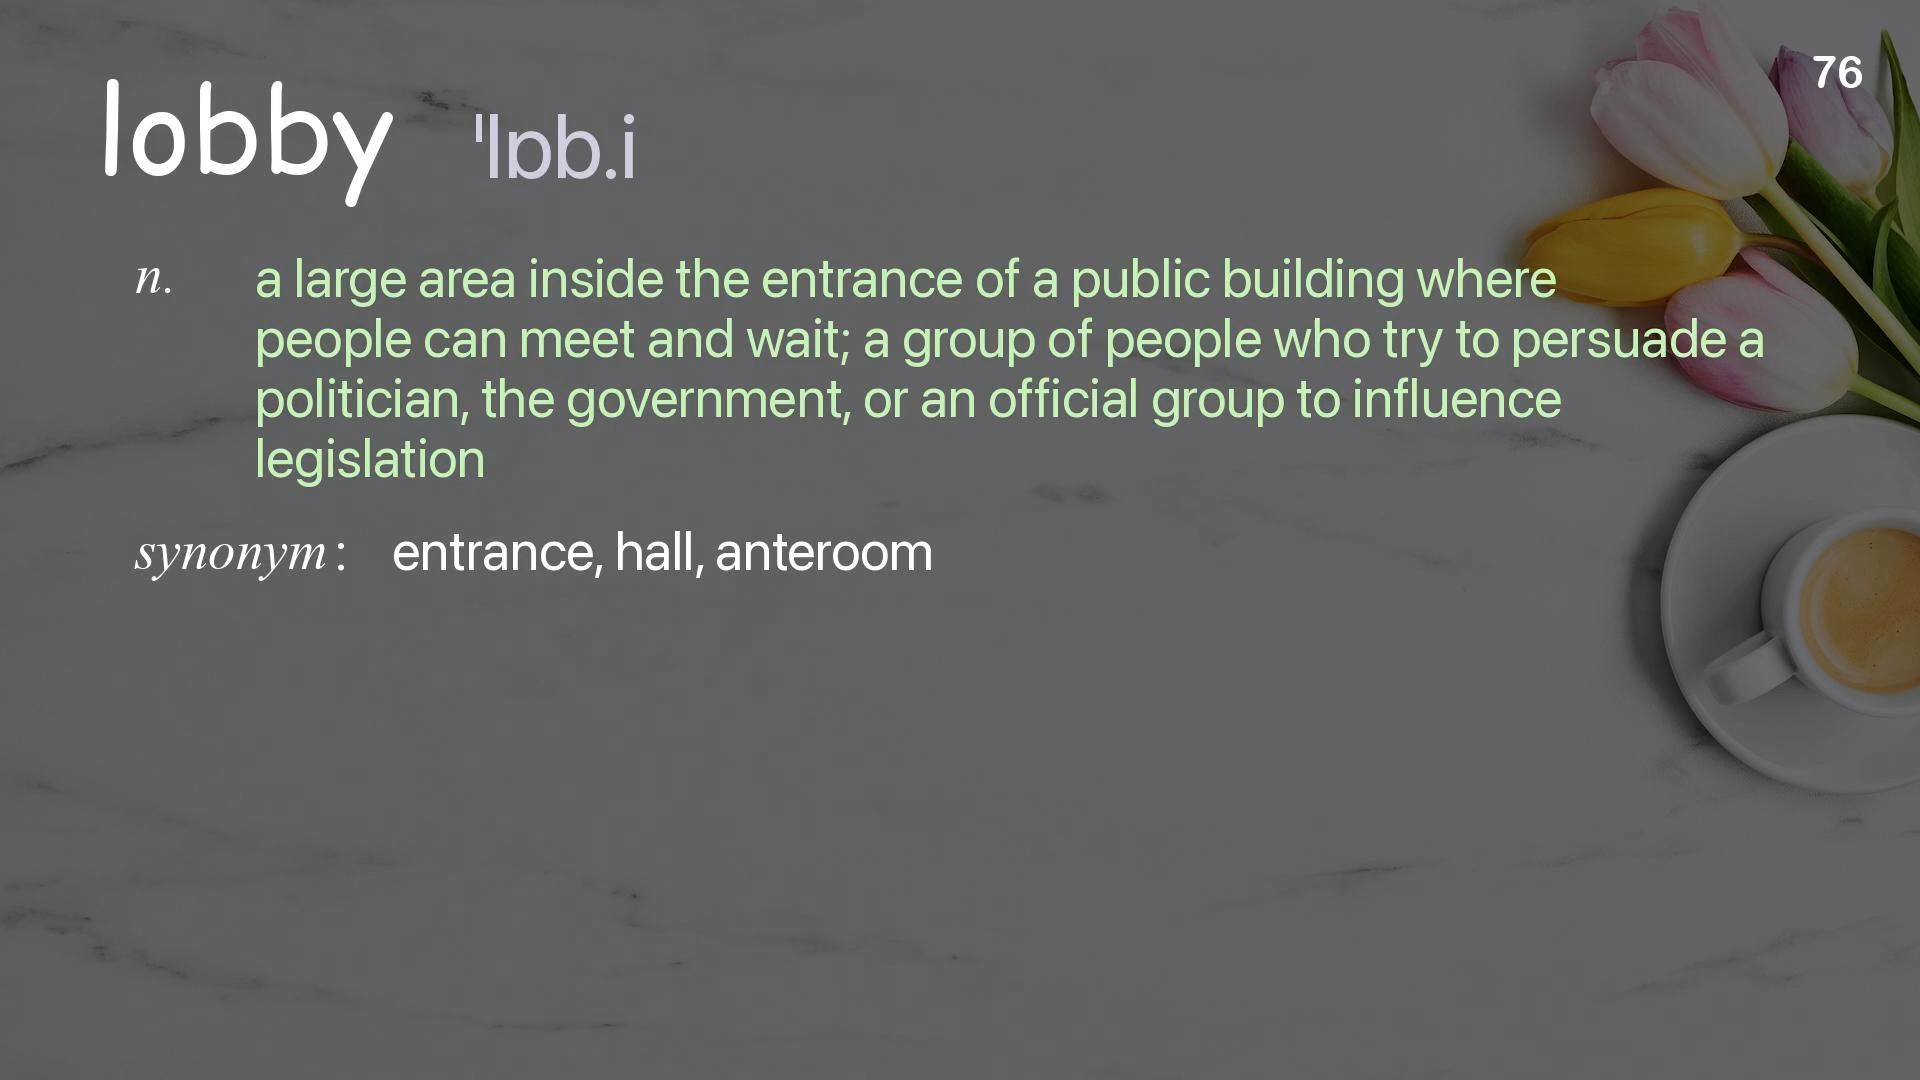 lobby ˈlɒb.i
76
n. a large area inside the entrance of a public building where
people can meet and wait; a group of people who try to persuade a
politician, the government, or an official group to influence
legislation
synonym: entrance, hall, anteroom